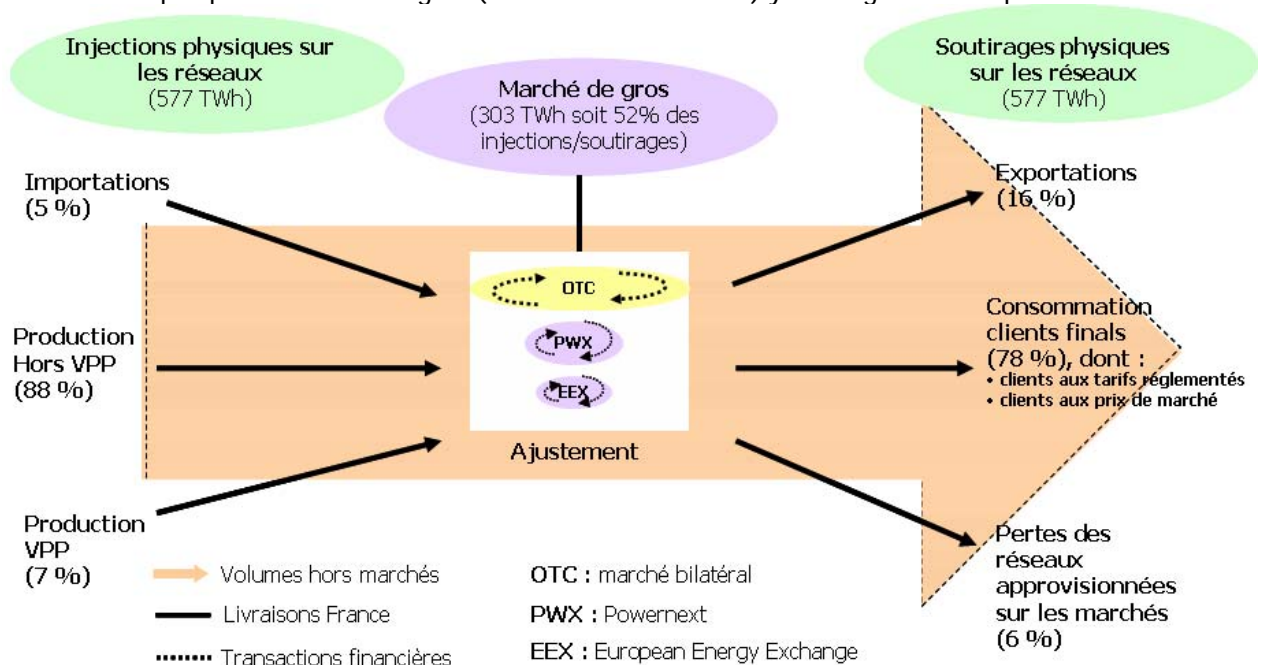 Injections physiques sur
les réseaux
(577 TWh)
Marché de gros
(303 TWh soit 52% des
injections/soutirages)
Soutirages physiques
sur les réseaux
(577 TWh)
Importations
(5 %)
Production
Hors VPP
(88 %)
Production
VPP
(7 %)
OTC
PWX
EEX
Ajustement
Exportations
(16 %)
Consommation
clients finals
(78 %), dont :
• clients aux tarifs réglementés
• clients aux prix de marché
Pertes des
réseaux
approvisionnées
sur les marchés
(6 %)
Volumes hors marchés
Livraisons France
Transactions financières
OTC : marché bilatéral
PWX : Powernext
EEX : European Energy Exchange